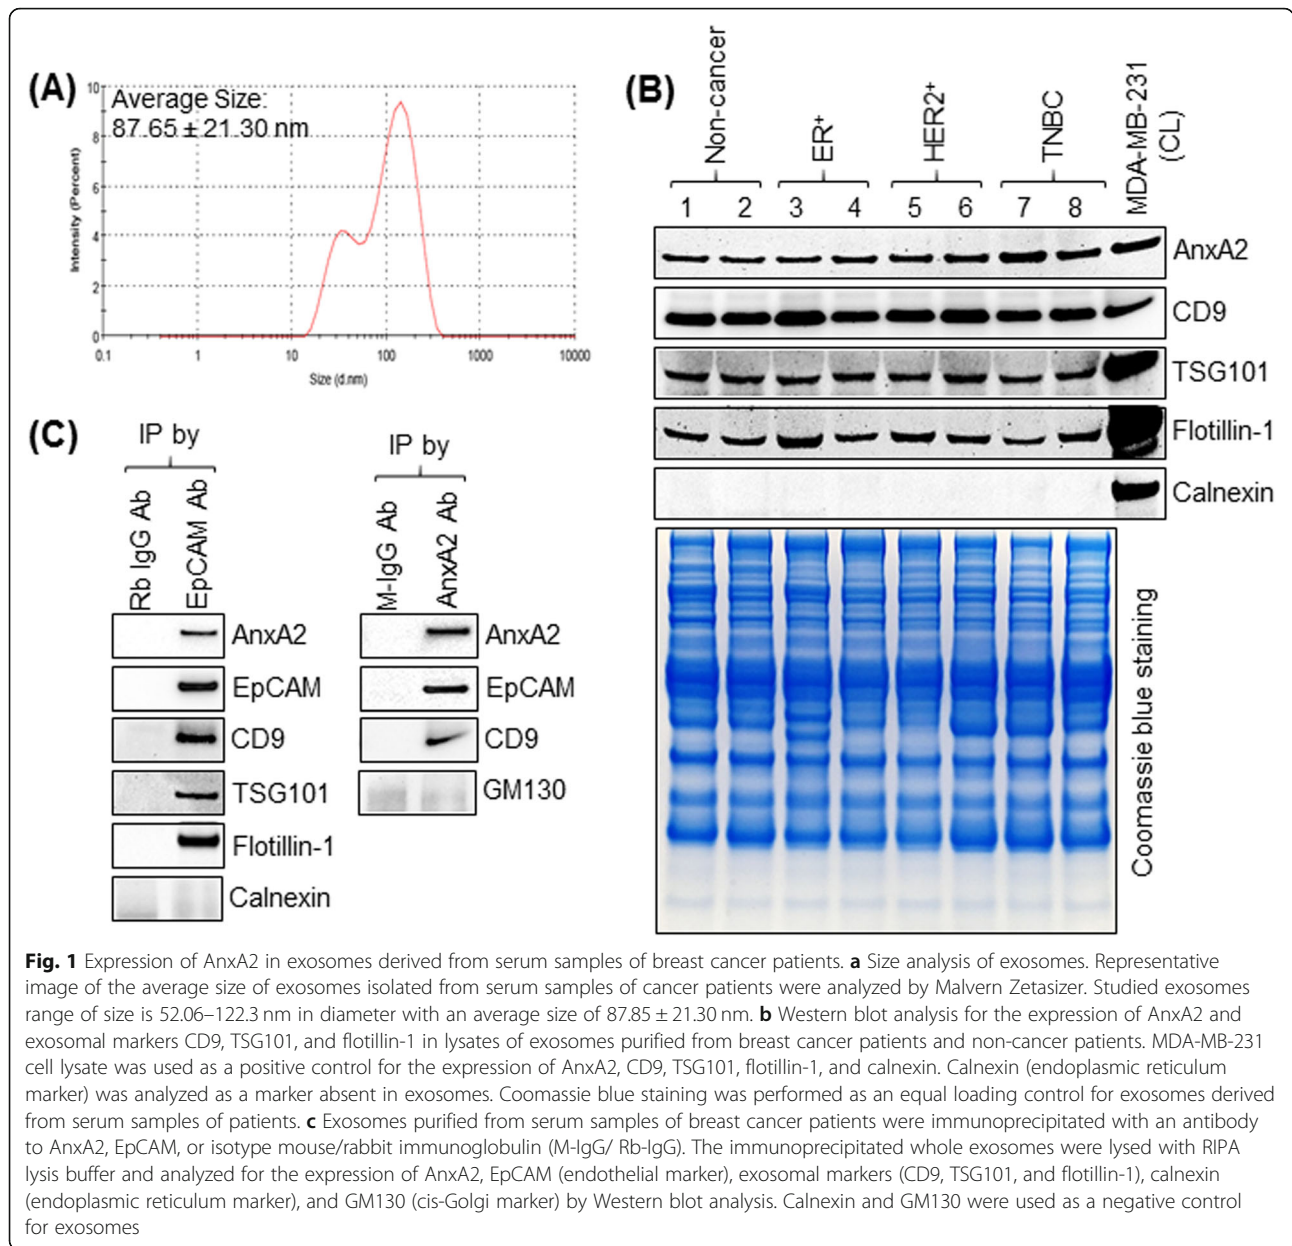 (A)
Average Size:
87.65 ± 21.30 nm
10
8
6
4
2
0
Intensity (Percent)
0.1 1 10 100 1000 10000
Size (d.nm)
(B)
Non-cancer
ER+
HER2+
TNBC
MDA-MB-231
(CL)
1 2 3 4 5 6 7 8
AnxA2
CD9
TSG101
Flotillin-1
Calnexin
Coomassie blue staining
(C)
IP by
Rb IgG Ab
EpCAM Ab
AnxA2
EpCAM
CD9
TSG101
Flotillin-1
Calnexin
IP by
M-IgG Ab
AnxA2 Ab
AnxA2
EpCAM
CD9
GM130
Fig. 1 Expression of AnxA2 in exosomes derived from serum samples of breast cancer patients. a Size analysis of exosomes. Representative
image of the average size of exosomes isolated from serum samples of cancer patients were analyzed by Malvern Zetasizer. Studied exosomes
range of size is 52.06–122.3 nm in diameter with an average size of 87.85 ± 21.30 nm. b Western blot analysis for the expression of AnxA2 and
exosomal markers CD9, TSG101, and flotillin-1 in lysates of exosomes purified from breast cancer patients and non-cancer patients. MDA-MB-231
cell lysate was used as a positive control for the expression of AnxA2, CD9, TSG101, flotillin-1, and calnexin. Calnexin (endoplasmic reticulum
marker) was analyzed as a marker absent in exosomes. Coomassie blue staining was performed as an equal loading control for exosomes derived
from serum samples of patients. c Exosomes purified from serum samples of breast cancer patients were immunoprecipitated with an antibody
to AnxA2, EpCAM, or isotype mouse/rabbit immunoglobulin (M-IgG/ Rb-IgG). The immunoprecipitated whole exosomes were lysed with RIPA
lysis buffer and analyzed for the expression of AnxA2, EpCAM (endothelial marker), exosomal markers (CD9, TSG101, and flotillin-1), calnexin
(endoplasmic reticulum marker), and GM130 (cis-Golgi marker) by Western blot analysis. Calnexin and GM130 were used as a negative control
for exosomes